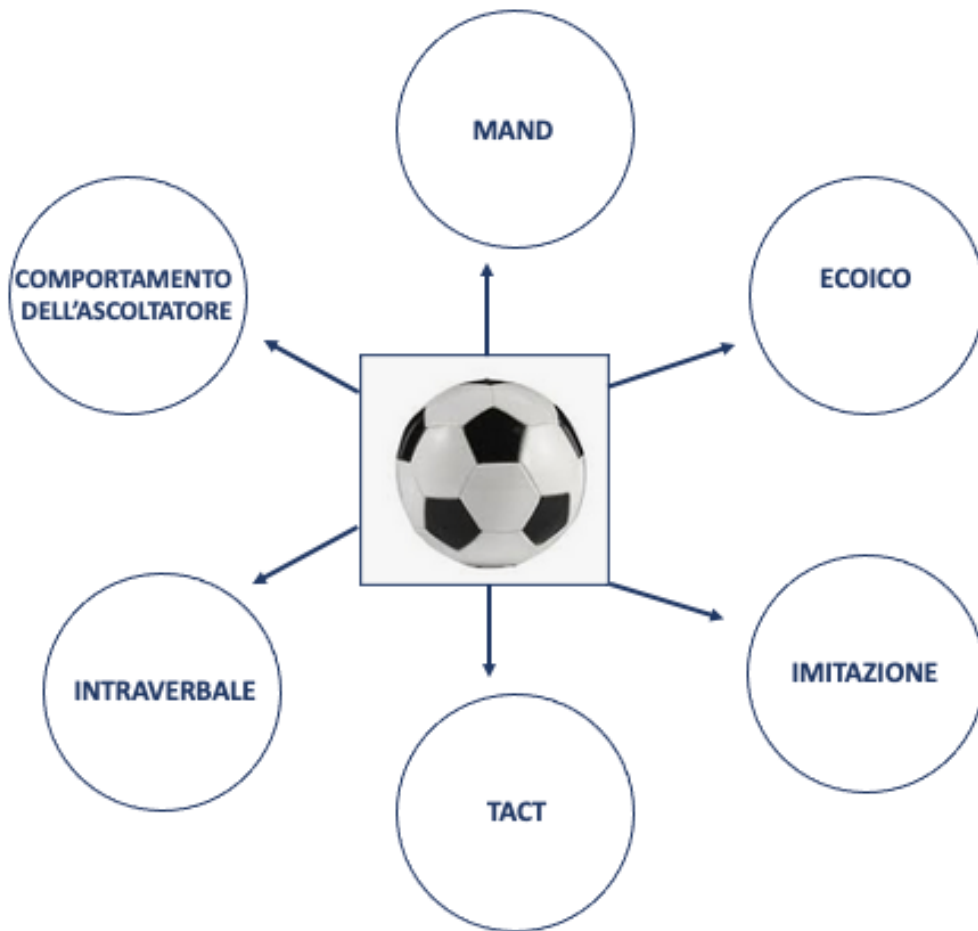 MAND
COMPORTAMENTO
DELL’ASCOLTATORE
ECOICO
INTRAVERBALE
IMITAZIONE
TACT